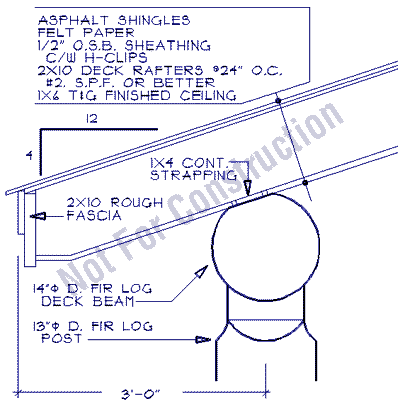 ASPHALT SHINGLES
FELT PAPER
1/2" O.S.B. SHEATHING
C/W H-CLIPS
2X10 DECK RAFTERS @24" O.C.
#2. S.P.F. OR BETTER
1X6 T&G FINISHED CEILING
12
4
1X4 CONT.
STRAPPING
2X10 ROUGH
FASCIA
Not For Construction
14"Φ D. FIR LOG
DECK BEAM
13"Φ D. FIR LOG
POST
3'-0"